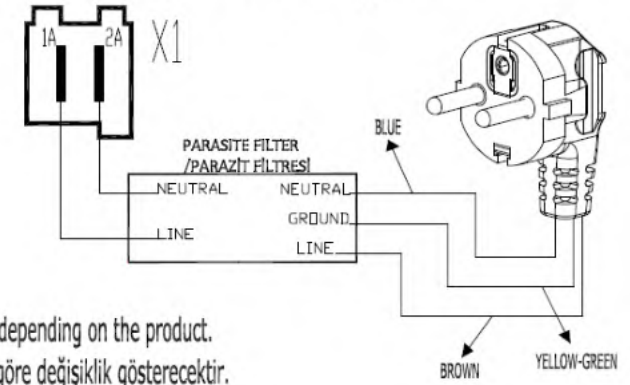 1A 2A X1
BLUE
PARASITE FILTER
/PARAZİT FİLTRESİ
NEUTRAL NEUTRAL
GROUND
LINE
LINE
depending on the product.
göre değişiklik gösterecektir.
BROWN
YELLOW-GREEN